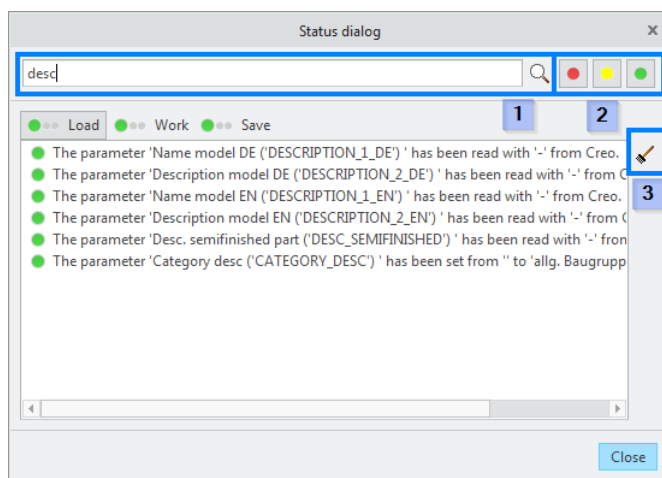 Status dialog x
desc
1 2
Load Work Save
The parameter 'Name model DE ('DESCRIPTION_1_DE') ' has been read with '-' from Creo.
The parameter 'Description model DE ('DESCRIPTION_2_DE') ' has been read with '-' from C
The parameter 'Name model EN ('DESCRIPTION_1_EN') ' has been read with '-' from Creo.
The parameter 'Description model EN ('DESCRIPTION_2_EN') ' has been read with '-' from C
The parameter 'Desc. semifinished part ('DESC_SEMIFINISHED') ' has been read with '-' fron
The parameter 'Category desc ('CATEGORY_DESC') ' has been set from '' to 'allg. Baugrupp
3
Close